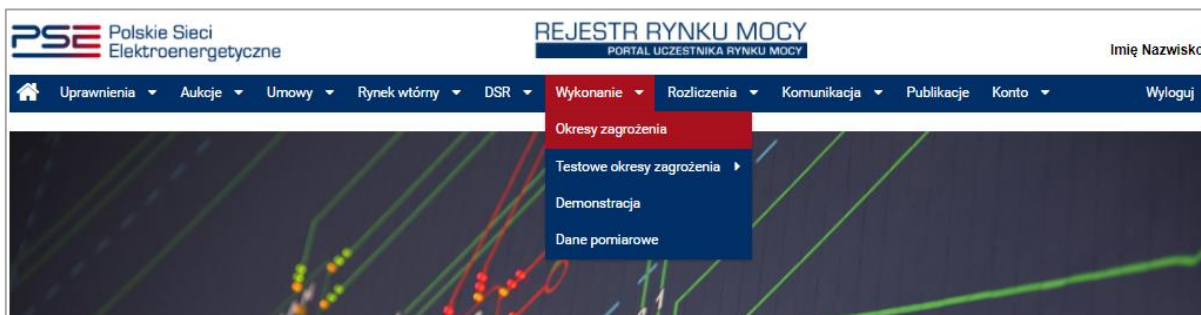 PSE Polskie Sieci
Elektroenergetyczne
REJESTR RYNKU MOCY
PORTAL UCZESTNIKA RYNKU MOCY
Imię Nazwisko
Uprawnienia Aukcje Umowy Rynek wtórny DSR Wykonanie Rozliczenia Komunikacja Publikacje Konto Wyloguj
Okresy zagrożenia
Testowe okresy zagrożenia
Demonstracja
Dane pomiarowe